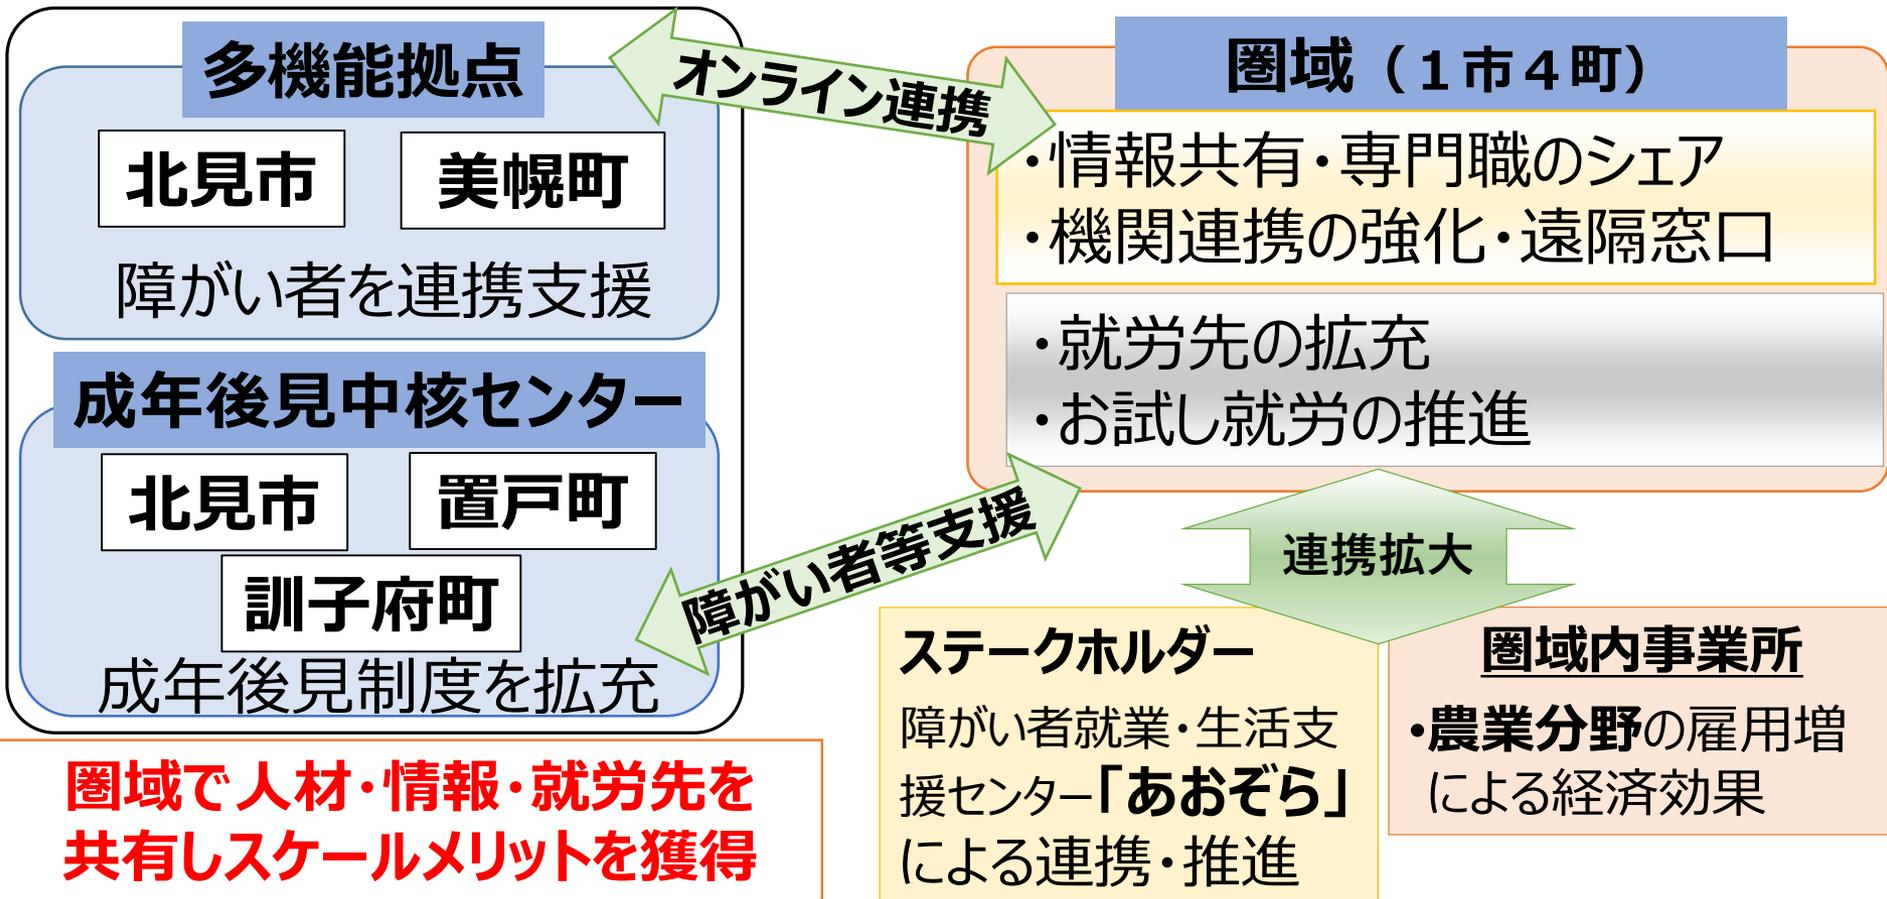 多機能拠点
北見市
美幌町
障がい者を連携支援
成年後見中核センター
北見市
置戸町
訓子府町
成年後見制度を拡充
オンライン連携
障がい者等支援
圏域（１市４町）
・情報共有・専門職のシェア
・機関連携の強化・遠隔窓口
・就労先の拡充
・お試し就労の推進
連携拡大
ステークホルダー
障がい者就業・生活支
援センター「あおぞら」
による連携・推進
圏域内事業所
・農業分野の雇用増
による経済効果
圏域で人材・情報・就労先を
共有しスケールメリットを獲得